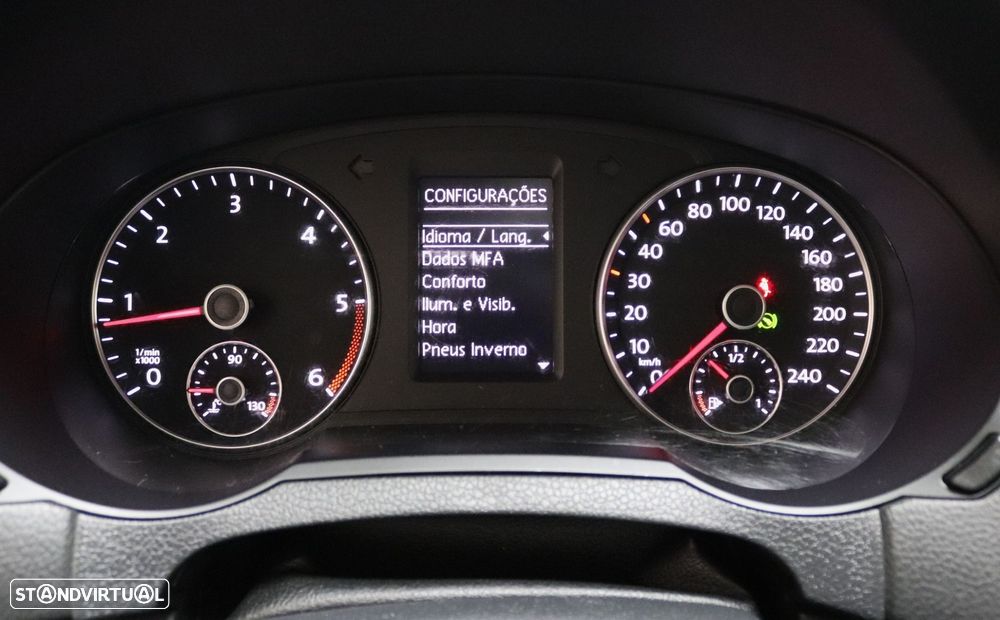 CONFIGURAÇÕES
Idioma / Lang.
Dados MFA
Conforto
Ilum. e Visib.
Hora
Pneus Inverno
0
1
2
3
4
5
6
1/min
x1000
90
130
°C
0
10
20
30
40
60
80
100
120
140
160
180
200
220
240
km/h
1/2
1
STANDVIRTUAL